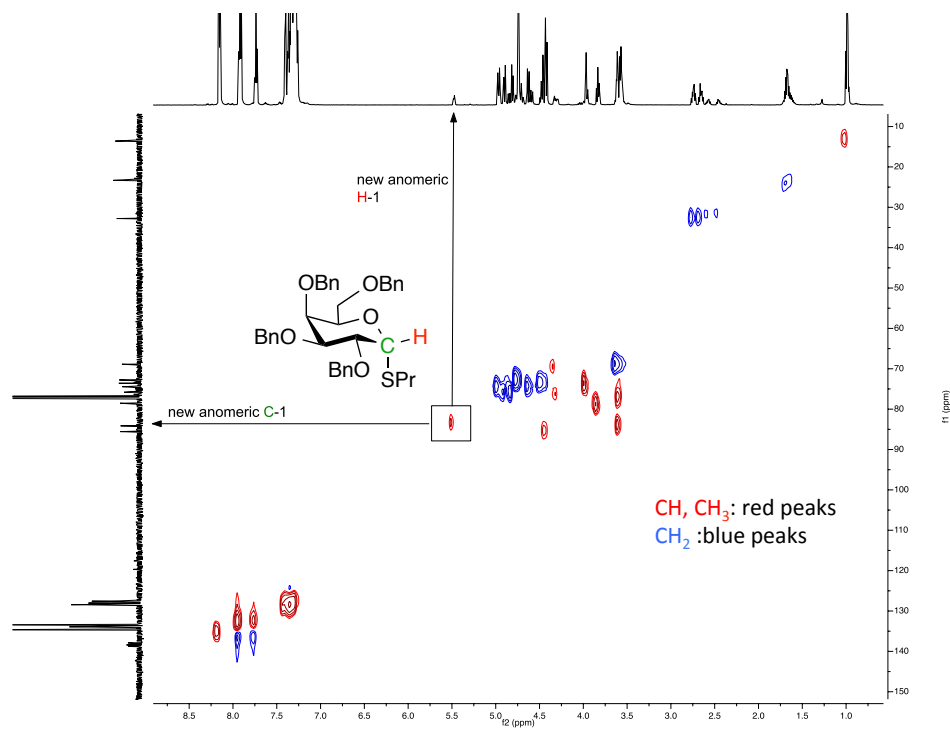 new anomeric
H-1
OBn
OBn
O
BnO
C
H
BnO
SPr
new anomeric C-1
CH, CH3: red peaks
CH2 :blue peaks
10
20
30
40
50
60
70
80
90
100
110
120
130
140
150
f1 (ppm)
8.5
8.0
7.5
7.0
6.5
6.0
5.5
5.0
4.5
4.0
3.5
3.0
2.5
2.0
1.5
1.0
f2 (ppm)